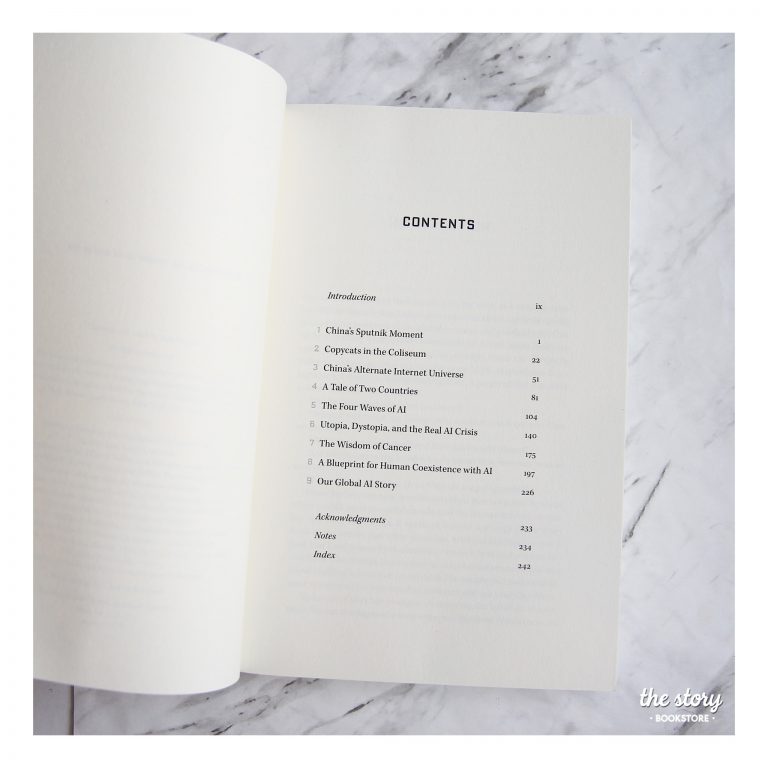 CONTENTS
Introduction ix
1 China's Sputnik Moment 1
2 Copycats in the Coliseum 22
3 China's Alternate Internet Universe 51
4 A Tale of Two Countries 81
5 The Four Waves of AI 104
6 Utopia, Dystopia, and the Real AI Crisis 140
7 The Wisdom of Cancer 175
8 A Blueprint for Human Coexistence with AI 197
9 Our Global AI Story 226
Acknowledgments 233
Notes 234
Index 242
the story
• BOOKSTORE •